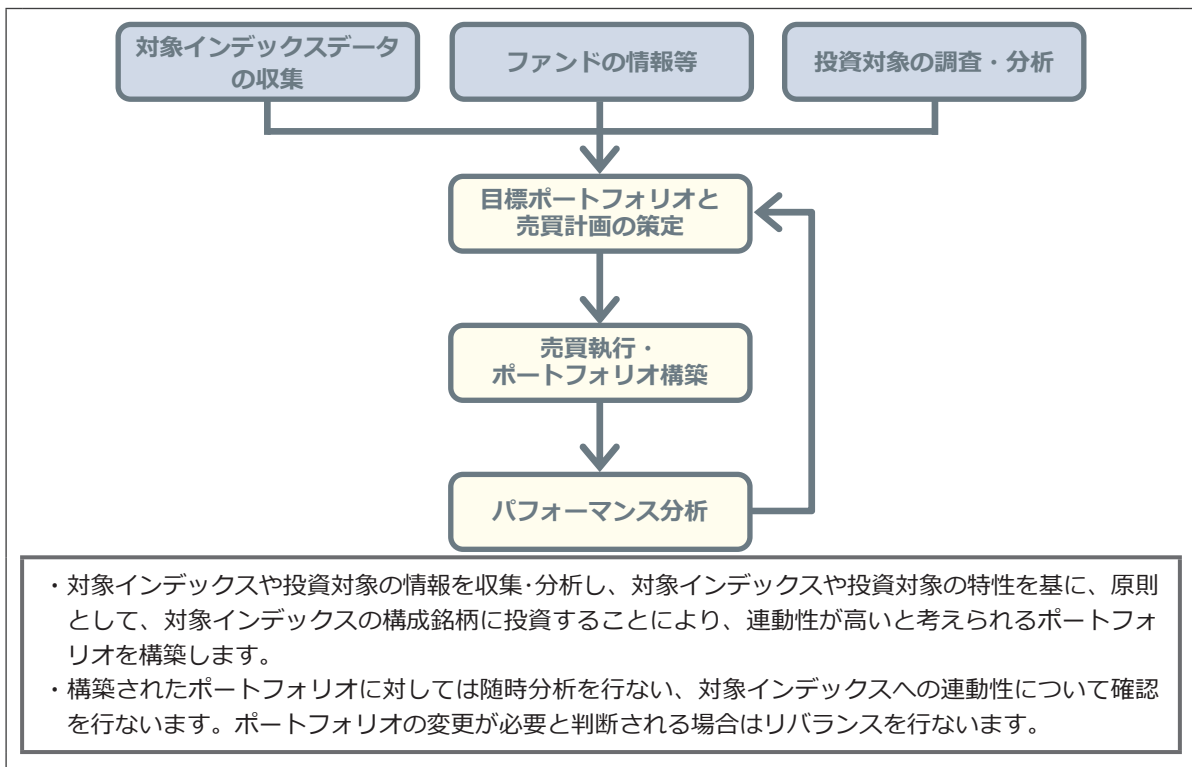 対象インデックスデータ
の収集
ファンドの情報等
投資対象の調査・分析
目標ポートフォリオと
売買計画の策定
売買執行・
ポートフォリオ構築
パフォーマンス分析
・対象インデックスや投資対象の情報を収集・分析し、対象インデックスや投資対象の特性を基に、原則
として、対象インデックスの構成銘柄に投資することにより、連動性が高いと考えられるポートフォ
リオを構築します。
・構築されたポートフォリオに対しては随時分析を行ない、対象インデックスへの連動性について確認
を行ないます。ポートフォリオの変更が必要と判断される場合はリバランスを行ないます。